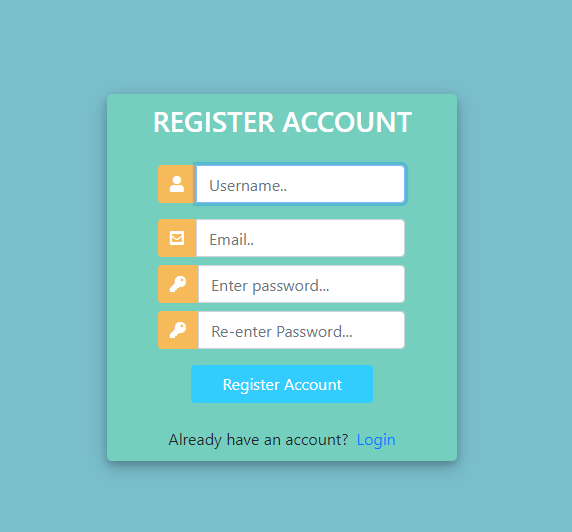 REGISTER ACCOUNT
Username..
Email..
Enter password...
Re-enter Password...
Register Account
Already have an account? Login